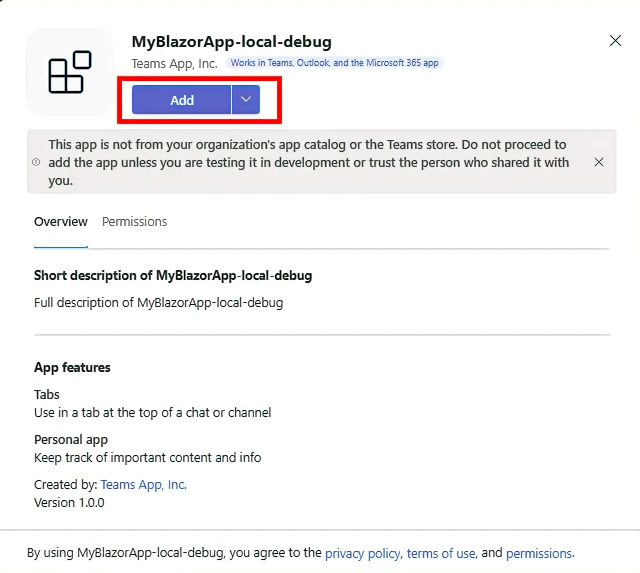 MyBlazorApp-local-debug
Teams App, Inc. Works in Teams, Outlook, and the Microsoft 365 app
Add
This app is not from your organization's app catalog or the Teams store. Do not proceed to
add the app unless you are testing it in development or trust the person who shared it with
you.
Overview Permissions
Short description of MyBlazorApp-local-debug
Full description of MyBlazorApp-local-debug
App features
Tabs
Use in a tab at the top of a chat or channel
Personal app
Keep track of important content and info
Created by: Teams App, Inc.
Version 1.0.0
By using MyBlazorApp-local-debug, you agree to the privacy policy, terms of use, and permissions.